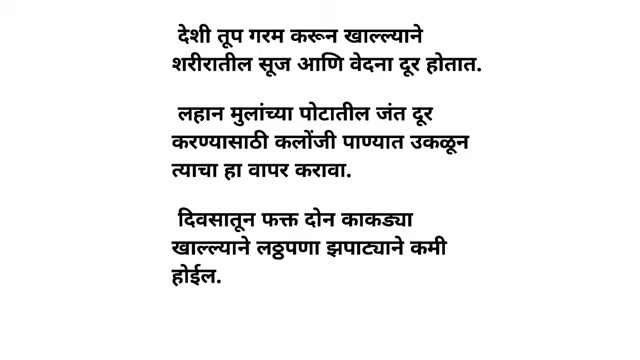 देशी तूप गरम करून खाल्ल्याने
शरीरातील सूज आणि वेदना दूर होतात.
लहान मुलांच्या पोटातील जंत दूर
करण्यासाठी कलोंजी पाण्यात उकळून
त्याचा हा वापर करावा.
दिवसातून फक्त दोन काकड्या
खाल्ल्याने लठ्ठपणा झपाट्याने कमी
होईल.